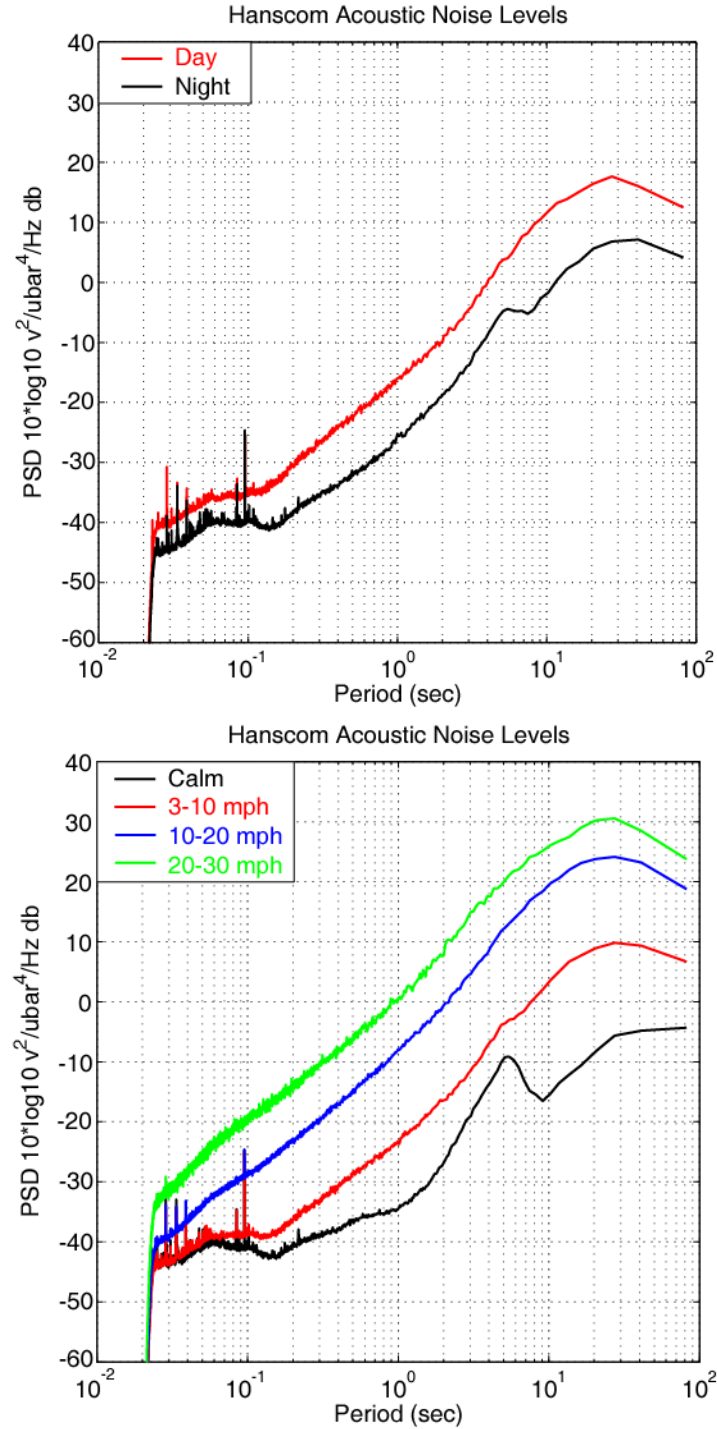 Hanscom Acoustic Noise Levels
Day
Night
PSD 10*log10 v²/ubar⁴/Hz db
40
30
20
10
0
-10
-20
-30
-40
-50
-60
10⁻²
10⁻¹
10⁰
10¹
10²
Period (sec)
Hanscom Acoustic Noise Levels
Calm
3-10 mph
10-20 mph
20-30 mph
PSD 10*log10 v²/ubar⁴/Hz db
40
30
20
10
0
-10
-20
-30
-40
-50
-60
10⁻²
10⁻¹
10⁰
10¹
10²
Period (sec)